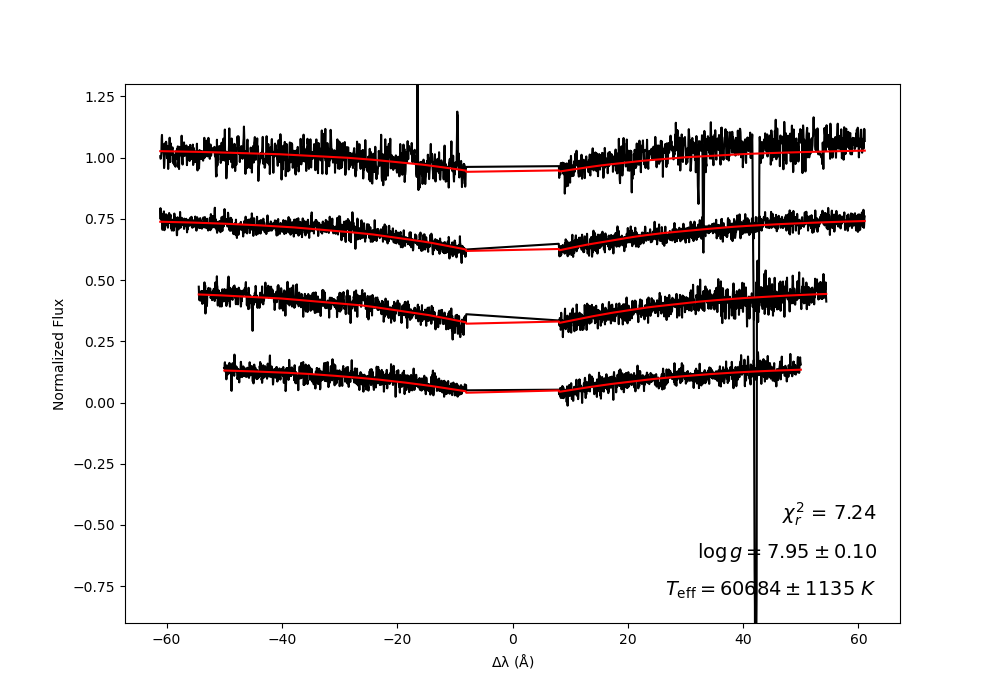 1.25
1.00
0.75
0.50
0.25
0.00
−0.25
−0.50
−0.75
Normalized Flux
χ²ᵣ = 7.24
log g = 7.95 ± 0.10
T_eff = 60684 ± 1135 K
−60 −40 −20 0 20 40 60
Δλ (Å)